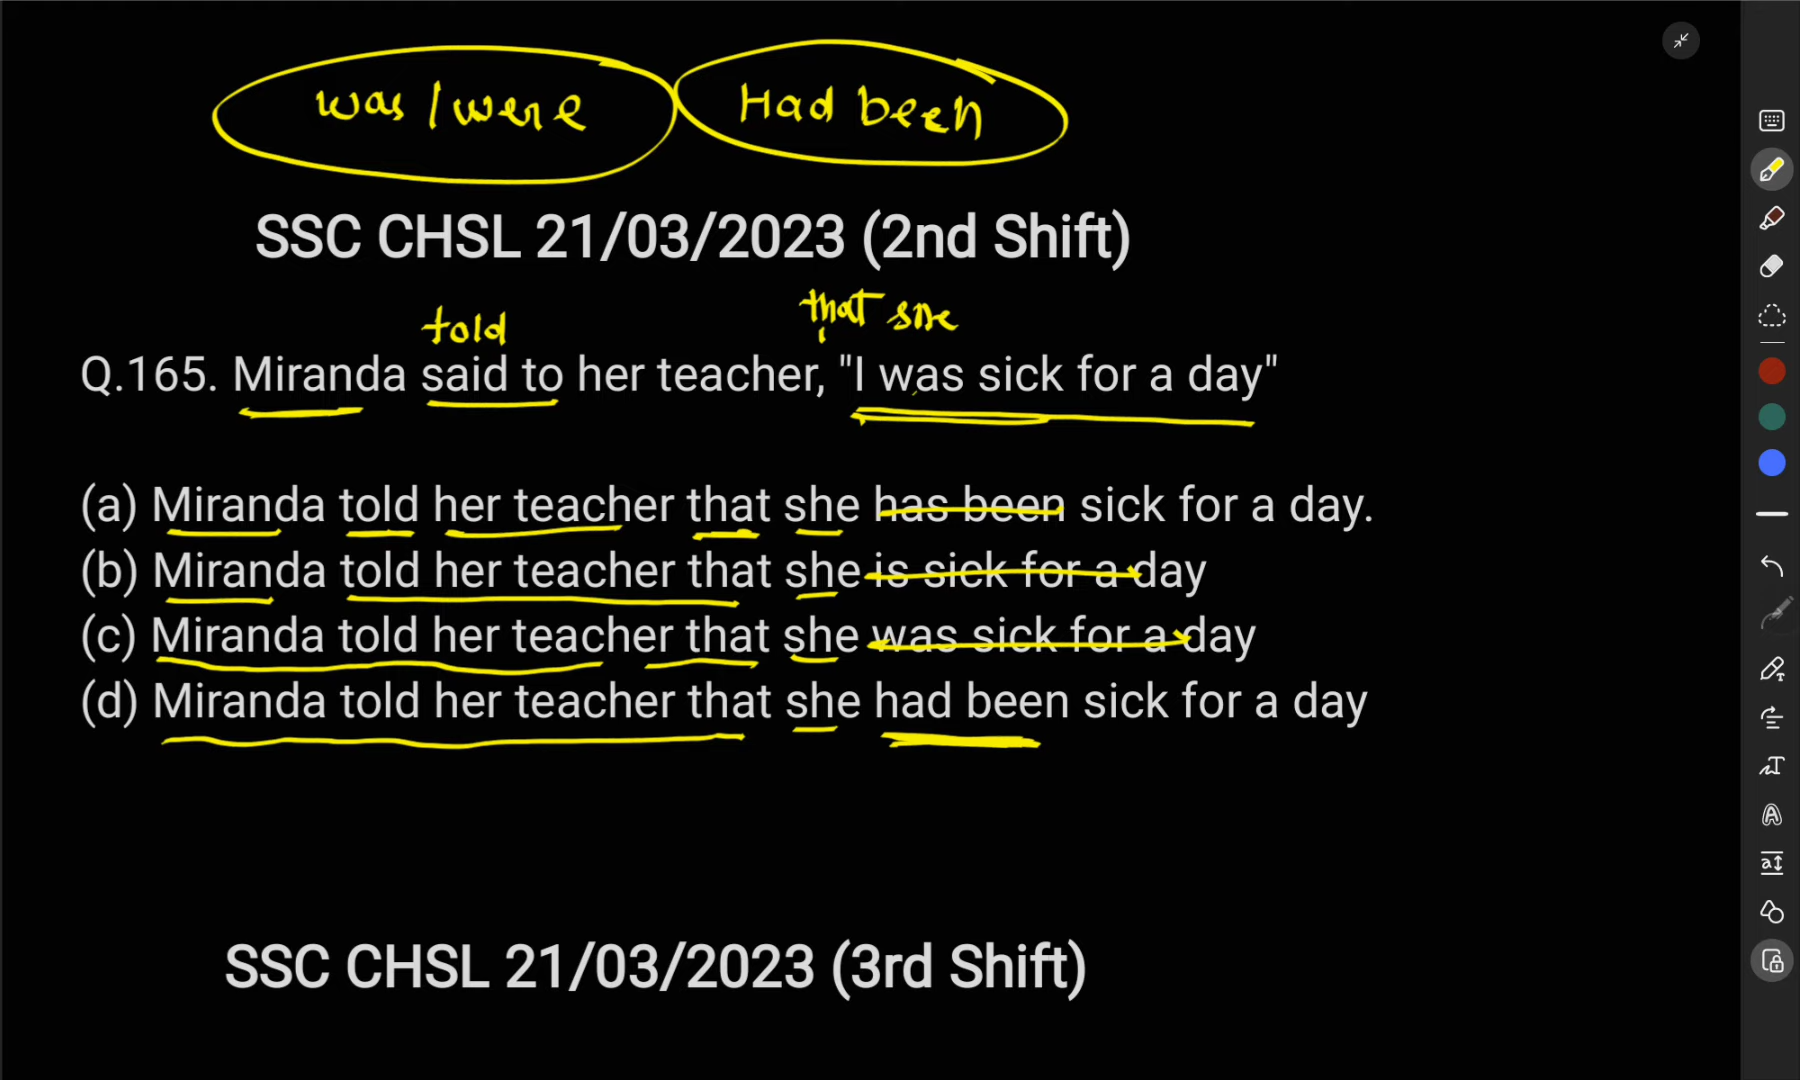 was / were Had been
SSC CHSL 21/03/2023 (2nd Shift)
told that she
Q.165. Miranda said to her teacher, "I was sick for a day"
(a) Miranda told her teacher that she has been sick for a day.
(b) Miranda told her teacher that she is sick for a day
(c) Miranda told her teacher that she was sick for a day
(d) Miranda told her teacher that she had been sick for a day
SSC CHSL 21/03/2023 (3rd Shift)